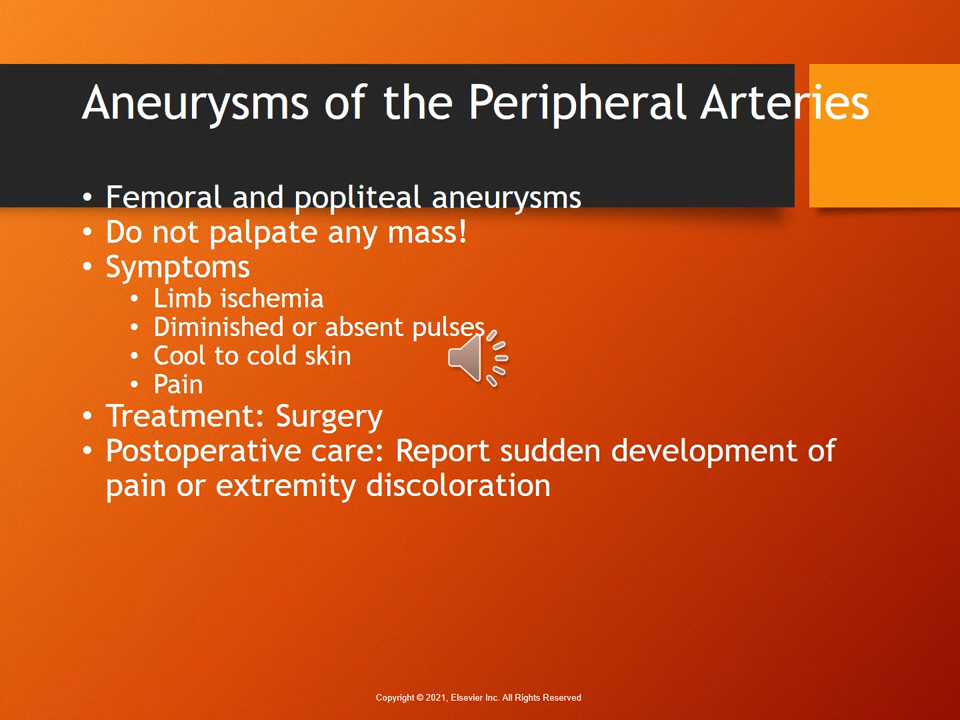 Aneurysms of the Peripheral Arteries
• Femoral and popliteal aneurysms
• Do not palpate any mass!
• Symptoms
• Limb ischemia
• Diminished or absent pulses
• Cool to cold skin
• Pain
• Treatment: Surgery
• Postoperative care: Report sudden development of
pain or extremity discoloration
Copyright © 2021, Elsevier Inc. All Rights Reserved